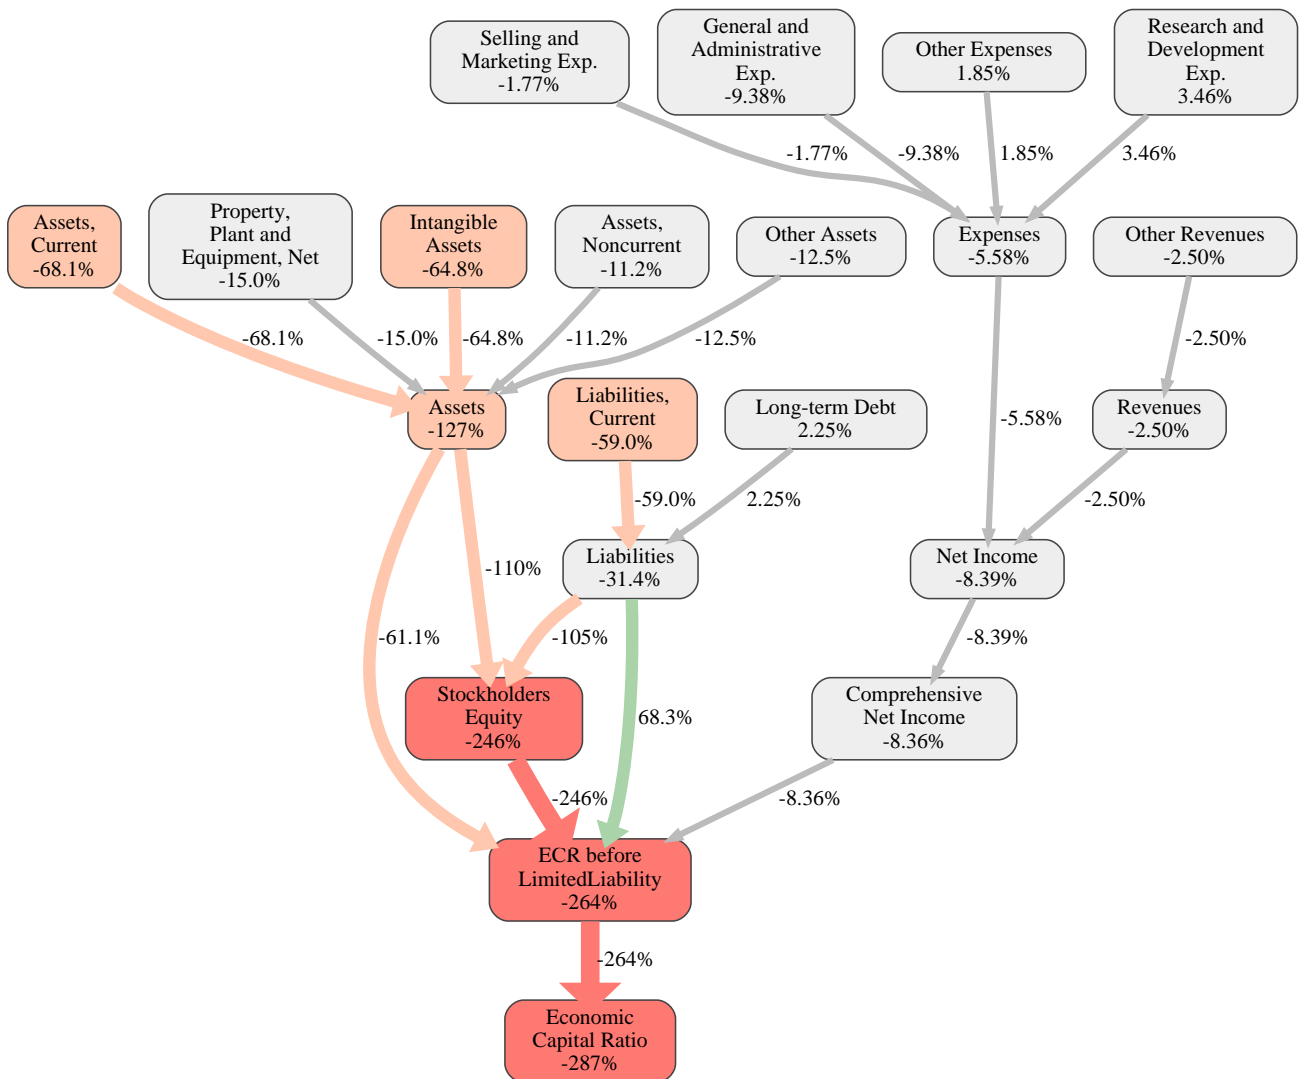 Selling and
Marketing Exp.
-1.77%
General and
Administrative
Exp.
-9.38%
Other Expenses
1.85%
Research and
Development
Exp.
3.46%
-1.77%
-9.38%
1.85%
3.46%
Assets,
Current
-68.1%
Property,
Plant and
Equipment, Net
-15.0%
Intangible
Assets
-64.8%
Assets,
Noncurrent
-11.2%
Other Assets
-12.5%
Expenses
-5.58%
Other Revenues
-2.50%
-68.1%
-15.0%
-64.8%
-11.2%
-12.5%
-2.50%
Assets
-127%
Liabilities,
Current
-59.0%
Long-term Debt
2.25%
-5.58%
Revenues
-2.50%
-59.0%
2.25%
-2.50%
-110%
Liabilities
-31.4%
Net Income
-8.39%
-61.1%
-105%
-8.39%
Stockholders
Equity
-246%
68.3%
Comprehensive
Net Income
-8.36%
-246%
-8.36%
ECR before
LimitedLiability
-264%
-264%
Economic
Capital Ratio
-287%